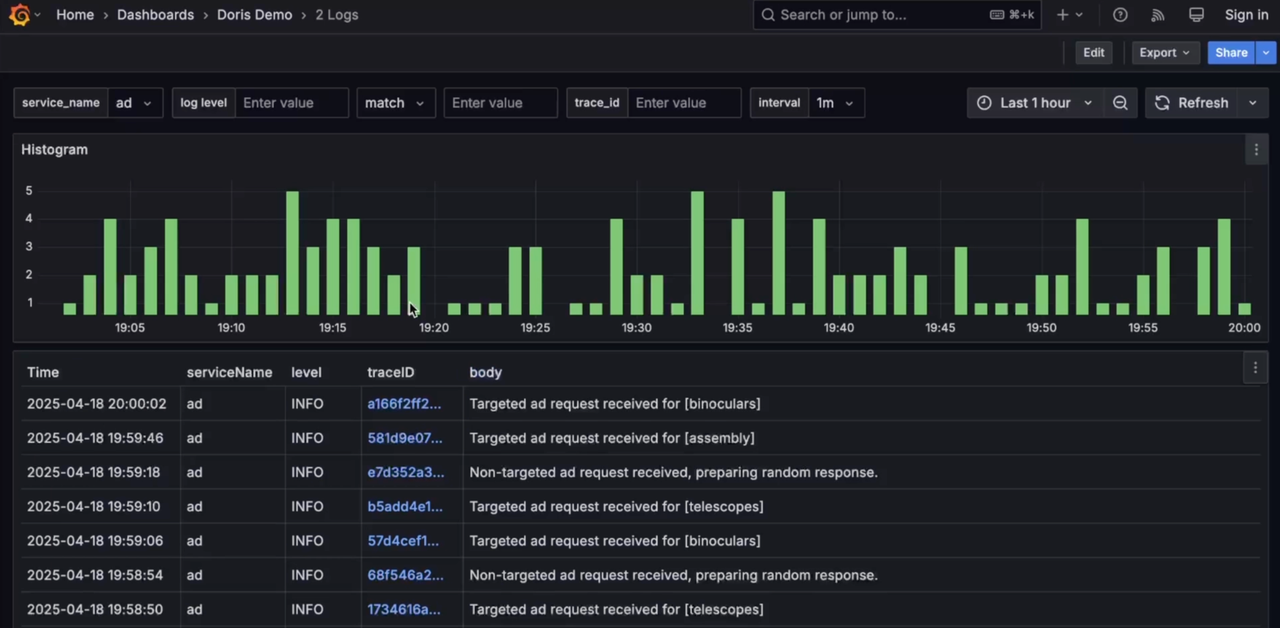 Home › Dashboards › Doris Demo › 2 Logs Search or jump to... ⌘+k Sign in
Edit Export Share
service_name ad log level Enter value match Enter value trace_id Enter value interval 1m Last 1 hour Refresh
Histogram
5
4
3
2
1
19:05 19:10 19:15 19:20 19:25 19:30 19:35 19:40 19:45 19:50 19:55 20:00
Time serviceName level traceID body
2025-04-18 20:00:02 ad INFO a166f2ff2... Targeted ad request received for [binoculars]
2025-04-18 19:59:46 ad INFO 581d9e07... Targeted ad request received for [assembly]
2025-04-18 19:59:18 ad INFO e7d352a3... Non-targeted ad request received, preparing random response.
2025-04-18 19:59:10 ad INFO b5add4e1... Targeted ad request received for [telescopes]
2025-04-18 19:59:06 ad INFO 57d4cef1... Targeted ad request received for [binoculars]
2025-04-18 19:58:54 ad INFO 68f546a2... Non-targeted ad request received, preparing random response.
2025-04-18 19:58:50 ad INFO 1734616a... Targeted ad request received for [telescopes]